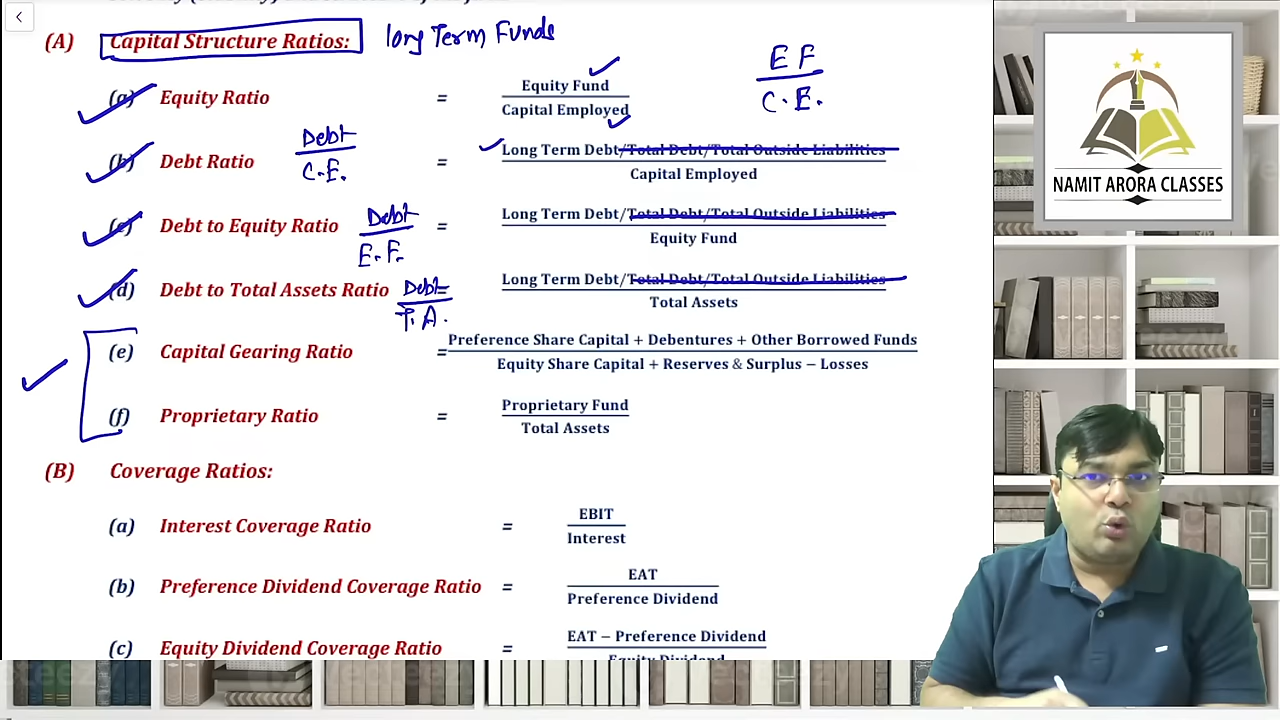 (A) Capital Structure Ratios: long Term Funds
(a) Equity Ratio = Equity Fund / Capital Employed
E F / C. E.
(b) Debt Ratio Debt / C.E. = Long Term Debt/Total Debt/Total Outside Liabilities / Capital Employed
(c) Debt to Equity Ratio Debt / E. F. = Long Term Debt/Total Debt/Total Outside Liabilities / Equity Fund
(d) Debt to Total Assets Ratio Debt / T. A. = Long Term Debt/Total Debt/Total Outside Liabilities / Total Assets
(e) Capital Gearing Ratio = Preference Share Capital + Debentures + Other Borrowed Funds / Equity Share Capital + Reserves & Surplus − Losses
(f) Proprietary Ratio = Proprietary Fund / Total Assets
(B) Coverage Ratios:
(a) Interest Coverage Ratio = EBIT / Interest
(b) Preference Dividend Coverage Ratio = EAT / Preference Dividend
(c) Equity Dividend Coverage Ratio = EAT − Preference Dividend / Equity Dividend
NAMIT ARORA CLASSES